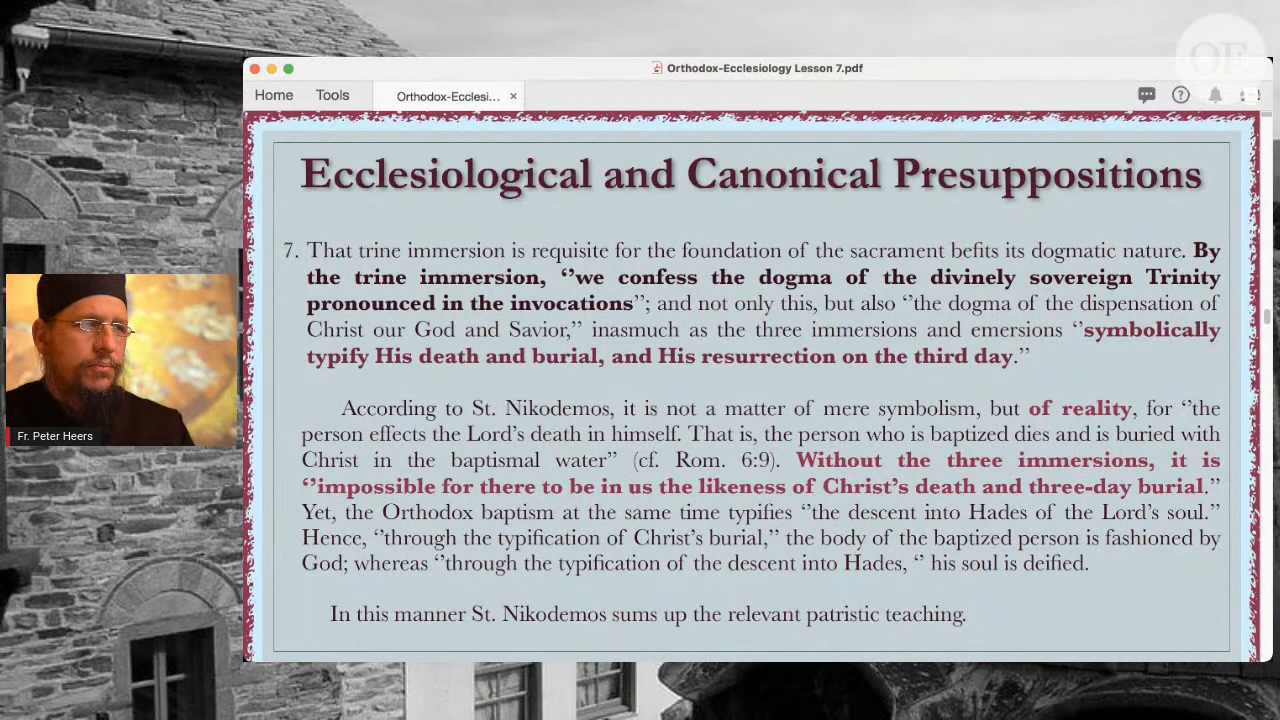 OE
Orthodox-Ecclesiology Lesson 7.pdf
Home Tools Orthodox-Ecclesi... ×
Ecclesiological and Canonical Presuppositions
7. That trine immersion is requisite for the foundation of the sacrament befits its dogmatic nature. By
the trine immersion, ‘’we confess the dogma of the divinely sovereign Trinity
pronounced in the invocations’’; and not only this, but also ‘’the dogma of the dispensation of
Christ our God and Savior,’’ inasmuch as the three immersions and emersions ‘’symbolically
typify His death and burial, and His resurrection on the third day.’’
According to St. Nikodemos, it is not a matter of mere symbolism, but of reality, for ‘’the
person effects the Lord’s death in himself. That is, the person who is baptized dies and is buried with
Christ in the baptismal water’’ (cf. Rom. 6:9). Without the three immersions, it is
‘’impossible for there to be in us the likeness of Christ’s death and three-day burial.’’
Yet, the Orthodox baptism at the same time typifies ‘’the descent into Hades of the Lord’s soul.’’
Hence, ‘’through the typification of Christ’s burial,’’ the body of the baptized person is fashioned by
God; whereas ‘’through the typification of the descent into Hades, ‘’ his soul is deified.
In this manner St. Nikodemos sums up the relevant patristic teaching.
Fr. Peter Heers